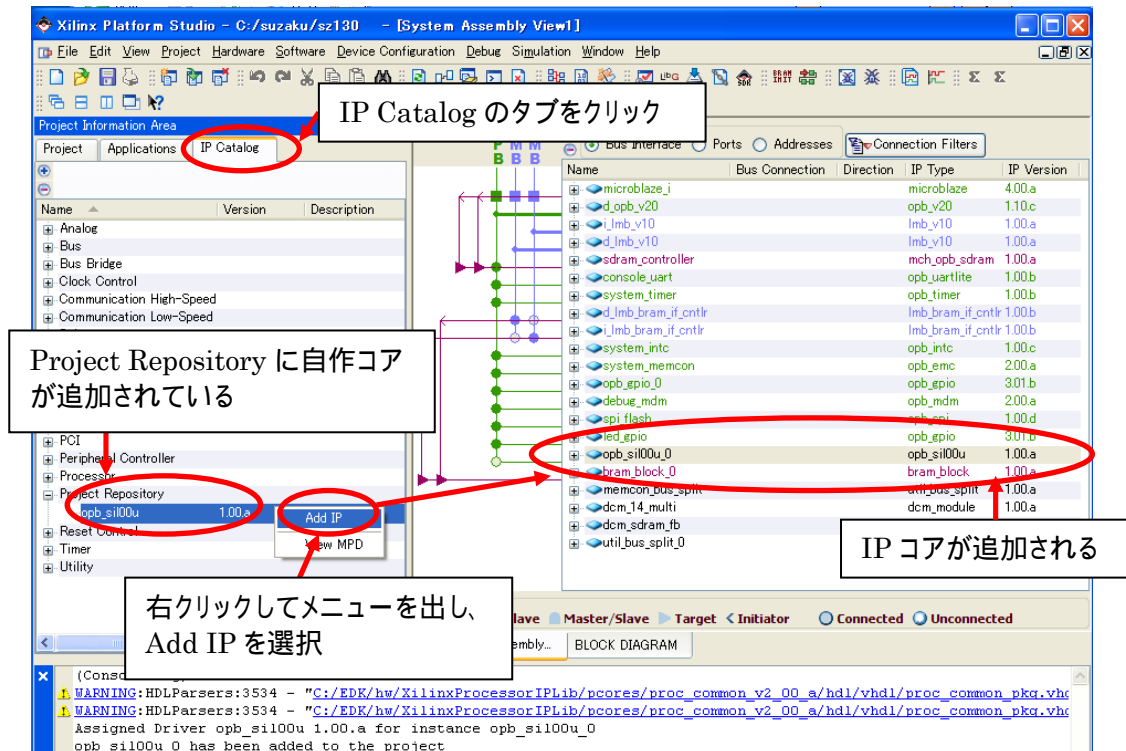 Xilinx Platform Studio - C:/suzaku/sz130 - [System Assembly View1]
File Edit View Project Hardware Software Device Configuration Debug Simulation Window Help
IP Catalog のタブをクリック
Project Information Area
Project Applications IP Catalog
Bus Interface Ports Addresses Connection Filters
P M M
B B B
Name Bus Connection Direction IP Type IP Version
microblaze_i microblaze 4.00.a
d_opb_v20 opb_v20 1.10.c
i_lmb_v10 lmb_v10 1.00.a
d_lmb_v10 lmb_v10 1.00.a
sdram_controller mch_opb_sdram 1.00.a
console_uart opb_uartlite 1.00.b
system_timer opb_timer 1.00.b
d_lmb_bram_if_cntlr lmb_bram_if_cntlr 1.00.b
i_lmb_bram_if_cntlr lmb_bram_if_cntlr 1.00.b
system_intc opb_intc 1.00.c
system_memcon opb_emc 2.00.a
opb_gpio_0 opb_gpio 3.01.b
debug_mdm opb_mdm 2.00.a
spi_flash opb_spi 1.00.d
led_gpio opb_gpio 3.01.b
opb_sil00u_0 opb_sil00u 1.00.a
bram_block_0 bram_block 1.00.a
memcon_bus_split util_bus_split 1.00.a
dcm_14_multi dcm_module 1.00.a
dcm_sdram_fb
util_bus_split_0
Name Version Description
Analog
Bus
Bus Bridge
Clock Control
Communication High-Speed
Communication Low-Speed
Project Repository に自作コア
が追加されている
PCI
Peripheral Controller
Processor
Project Repository
opb_sil00u 1.00.a
Reset Control
Timer
Utility
Add IP
View MPD
IP コアが追加される
右クリックしてメニューを出し、
Add IP を選択
lave Master/Slave Target Initiator Connected Unconnected
embly... BLOCK DIAGRAM
WARNING:HDLParsers:3534 - "C:/EDK/hw/XilinxProcessorIPLib/pcores/proc_common_v2_00_a/hdl/vhdl/proc_common_pkg.vhd
WARNING:HDLParsers:3534 - "C:/EDK/hw/XilinxProcessorIPLib/pcores/proc_common_v2_00_a/hdl/vhdl/proc_common_pkg.vhd
Assigned Driver opb_sil00u 1.00.a for instance opb_sil00u_0
opb_sil00u_0 has been added to the project